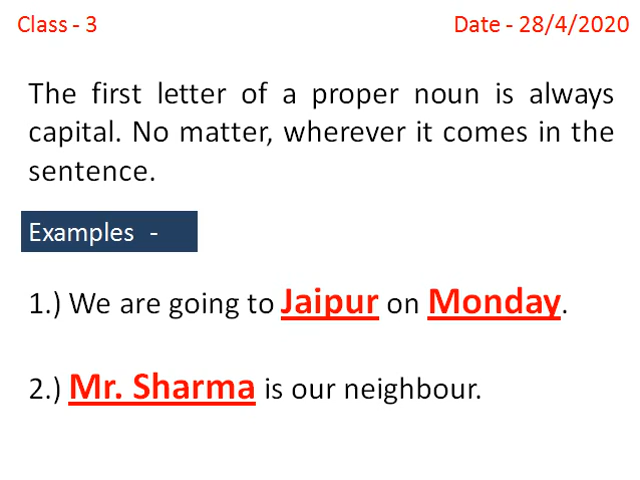 Class - 3
Date - 28/4/2020
The first letter of a proper noun is always
capital. No matter, wherever it comes in the
sentence.
Examples -
1.) We are going to Jaipur on Monday.
2.) Mr. Sharma is our neighbour.